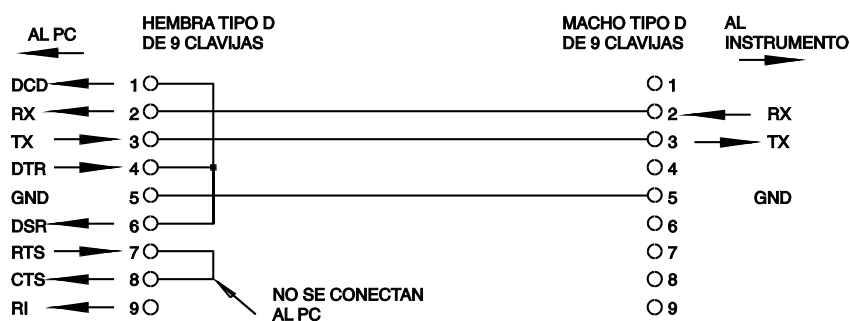 AL PC
HEMBRA TIPO D
DE 9 CLAVIJAS
MACHO TIPO D
DE 9 CLAVIJAS
AL
INSTRUMENTO
DCD 1 1
RX 2 2 RX
TX 3 3 TX
DTR 4 4
GND 5 5 GND
DSR 6 6
RTS 7 7
CTS 8 8
RI 9 9
NO SE CONECTAN
AL PC